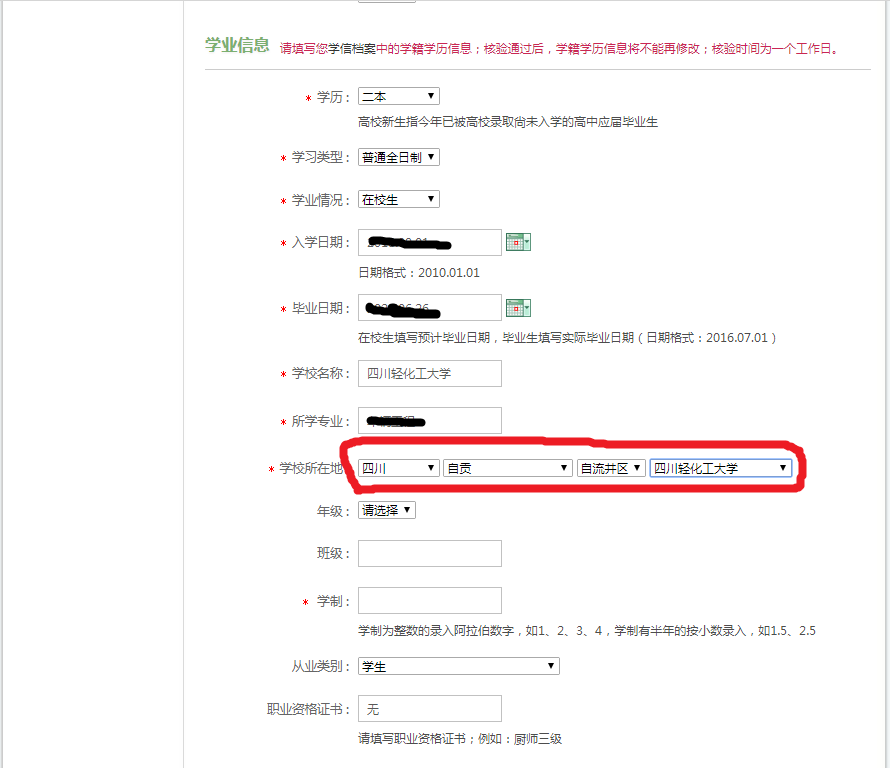 学业信息 请填写您学信档案中的学籍学历信息；核验通过后，学籍学历信息将不能再修改；核验时间为一个工作日。
* 学历： 二本
高校新生指今年已被高校录取尚未入学的高中应届毕业生
* 学习类型： 普通全日制
* 学业情况： 在校生
* 入学日期：
日期格式：2010.01.01
* 毕业日期：
在校生填写预计毕业日期，毕业生填写实际毕业日期（日期格式：2016.07.01）
* 学校名称： 四川轻化工大学
* 所学专业：
* 学校所在地 四川 自贡 自流井区 四川轻化工大学
年级： 请选择
班级：
* 学制：
学制为整数的录入阿拉伯数字，如1、2、3、4，学制有半年的按小数录入，如1.5、2.5
从业类别： 学生
职业资格证书： 无
请填写职业资格证书；例如：厨师三级